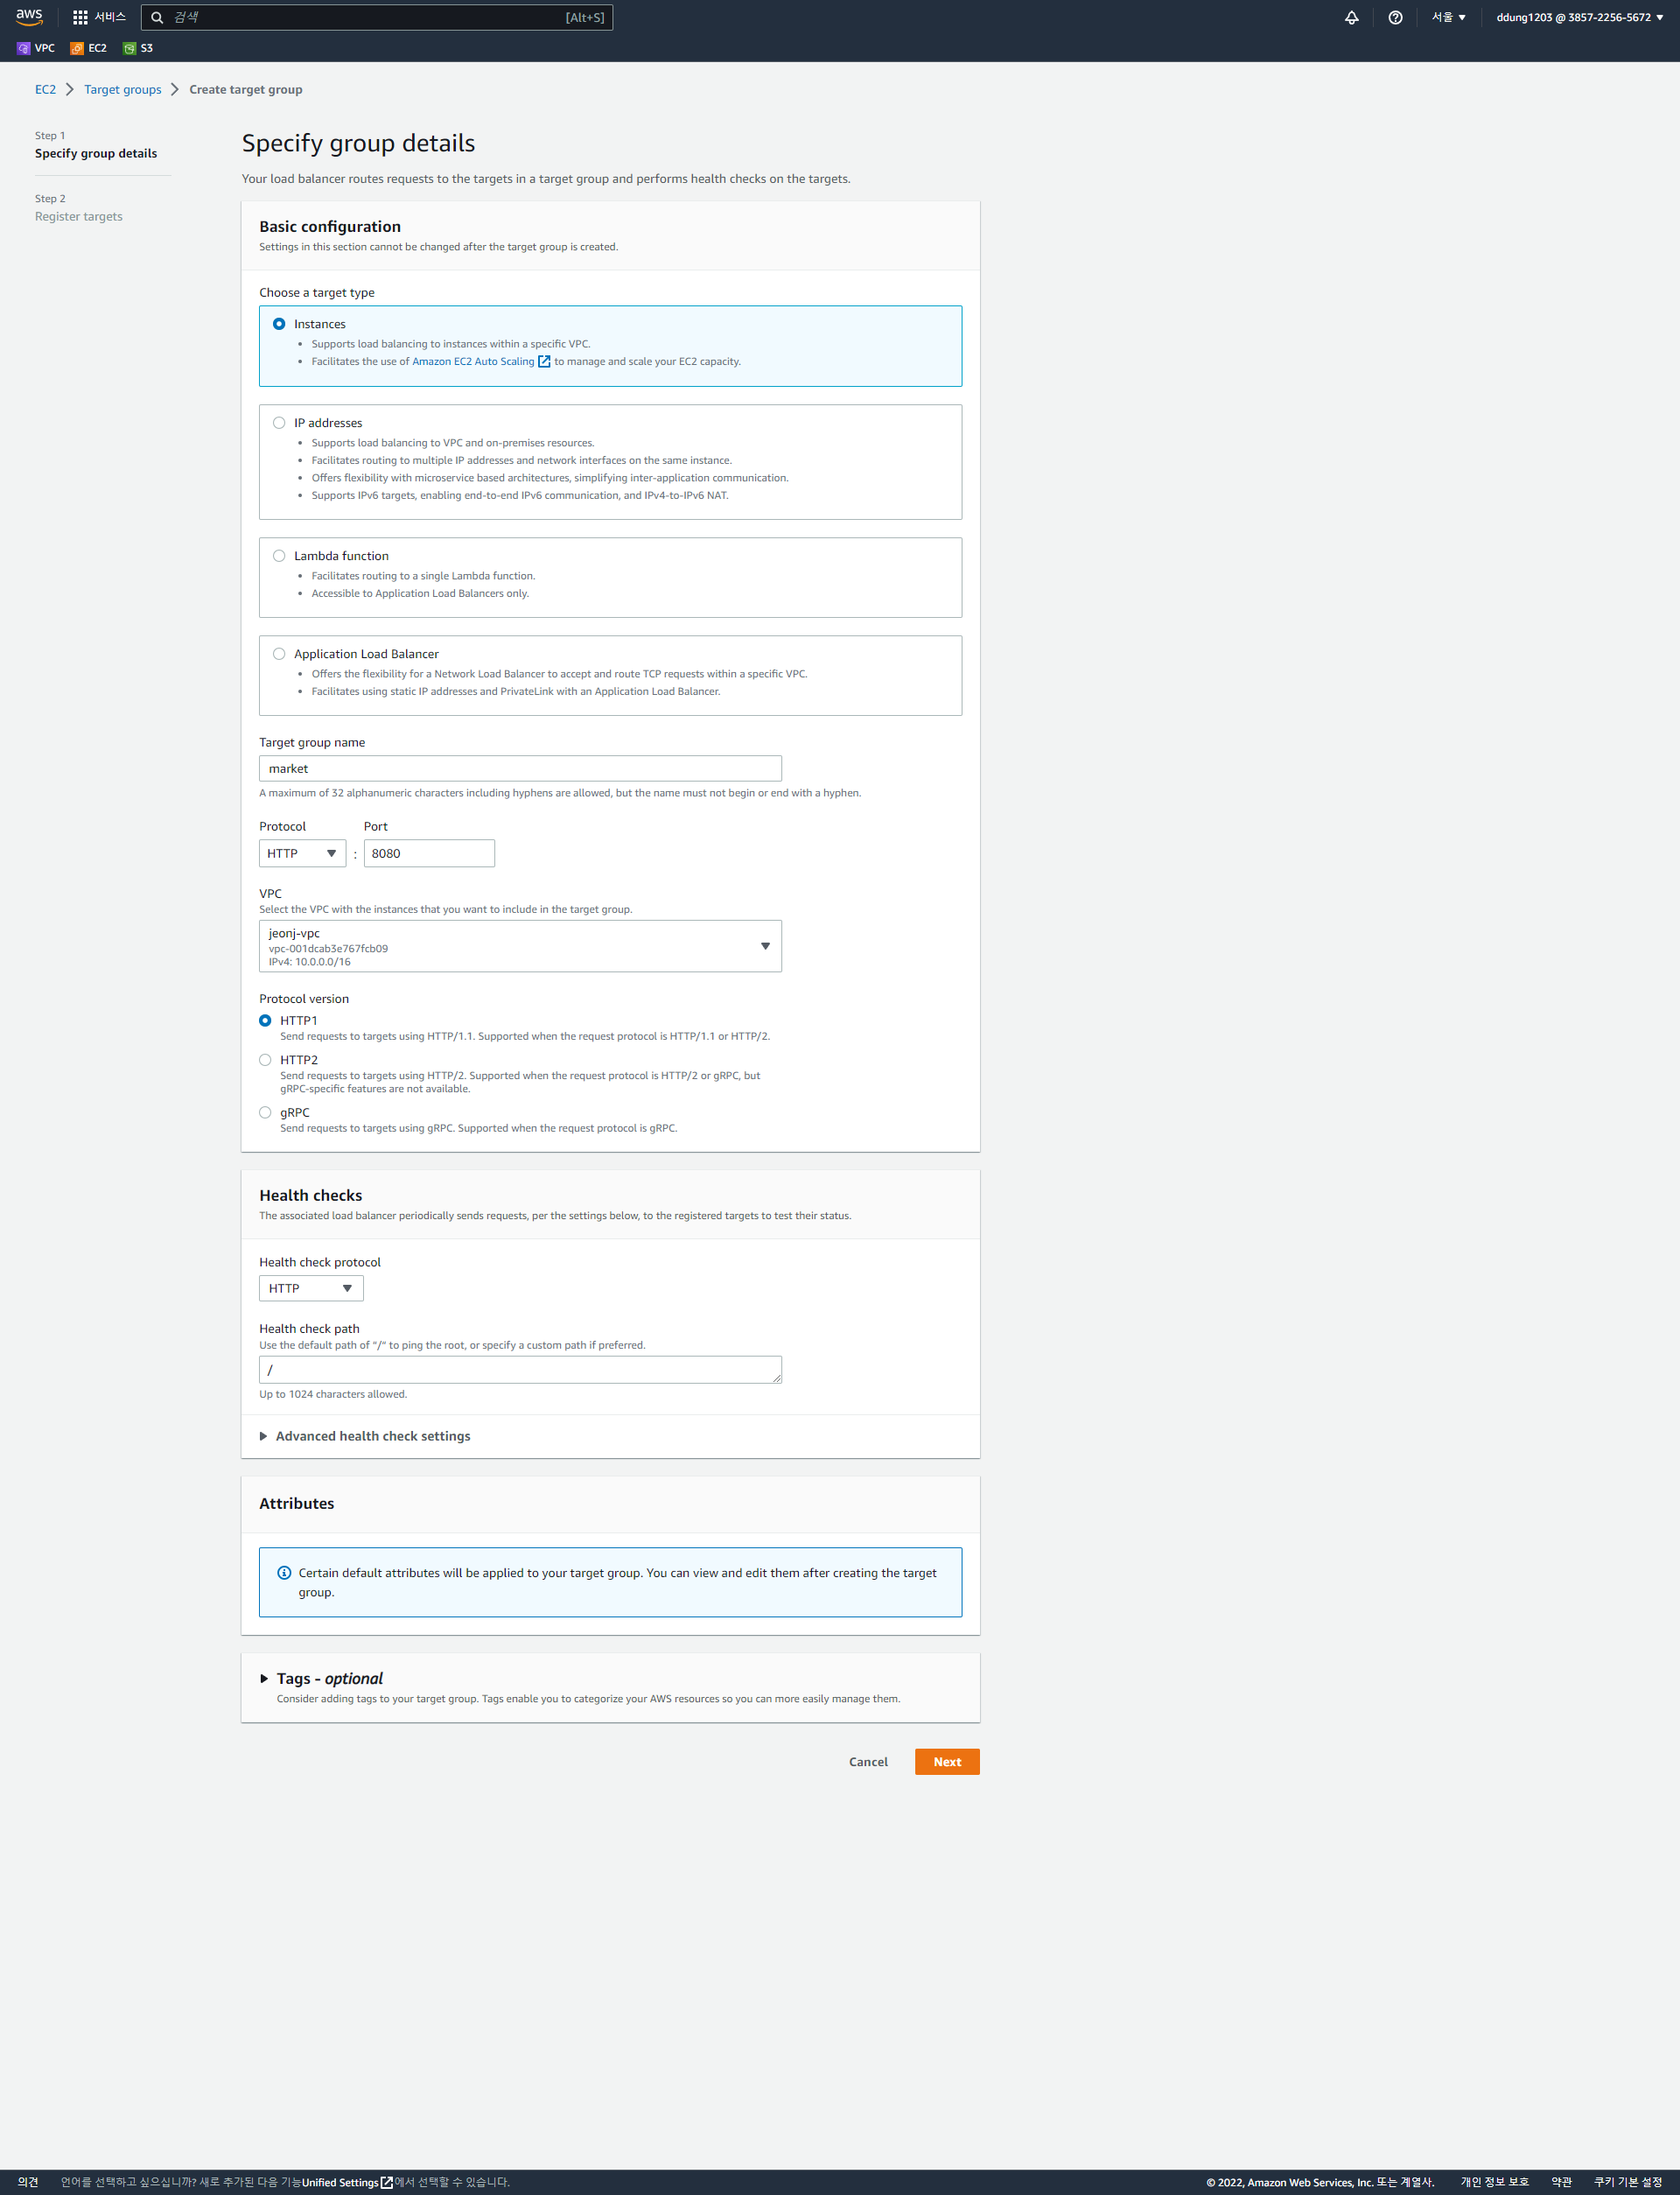 aws
서비스
검색
[Alt+S]
서울
ddung1203 @ 3857-2256-5672
VPC
EC2
S3
EC2
Target groups
Create target group
Step 1
Specify group details
Step 2
Register targets
Specify group details
Your load balancer routes requests to the targets in a target group and performs health checks on the targets.
Basic configuration
Settings in this section cannot be changed after the target group is created.
Choose a target type
Instances
Supports load balancing to instances within a specific VPC.
Facilitates the use of Amazon EC2 Auto Scaling to manage and scale your EC2 capacity.
IP addresses
Supports load balancing to VPC and on-premises resources.
Facilitates routing to multiple IP addresses and network interfaces on the same instance.
Offers flexibility with microservice based architectures, simplifying inter-application communication.
Supports IPv6 targets, enabling end-to-end IPv6 communication, and IPv4-to-IPv6 NAT.
Lambda function
Facilitates routing to a single Lambda function.
Accessible to Application Load Balancers only.
Application Load Balancer
Offers the flexibility for a Network Load Balancer to accept and route TCP requests within a specific VPC.
Facilitates using static IP addresses and PrivateLink with an Application Load Balancer.
Target group name
market
A maximum of 32 alphanumeric characters including hyphens are allowed, but the name must not begin or end with a hyphen.
Protocol
Port
HTTP
:
8080
VPC
Select the VPC with the instances that you want to include in the target group.
jeonj-vpc
vpc-001dcab3e767fcb09
IPv4: 10.0.0.0/16
Protocol version
HTTP1
Send requests to targets using HTTP/1.1. Supported when the request protocol is HTTP/1.1 or HTTP/2.
HTTP2
Send requests to targets using HTTP/2. Supported when the request protocol is HTTP/2 or gRPC, but
gRPC-specific features are not available.
gRPC
Send requests to targets using gRPC. Supported when the request protocol is gRPC.
Health checks
The associated load balancer periodically sends requests, per the settings below, to the registered targets to test their status.
Health check protocol
HTTP
Health check path
Use the default path of "/" to ping the root, or specify a custom path if preferred.
/
Up to 1024 characters allowed.
Advanced health check settings
Attributes
Certain default attributes will be applied to your target group. You can view and edit them after creating the target
group.
Tags - optional
Consider adding tags to your target group. Tags enable you to categorize your AWS resources so you can more easily manage them.
Cancel
Next
의견
언어를 선택하고 싶으십니까? 새로 추가된 다음 기능Unified Settings에서 선택할 수 있습니다.
© 2022, Amazon Web Services, Inc. 또는 계열사.
개인 정보 보호
약관
쿠키 기본 설정